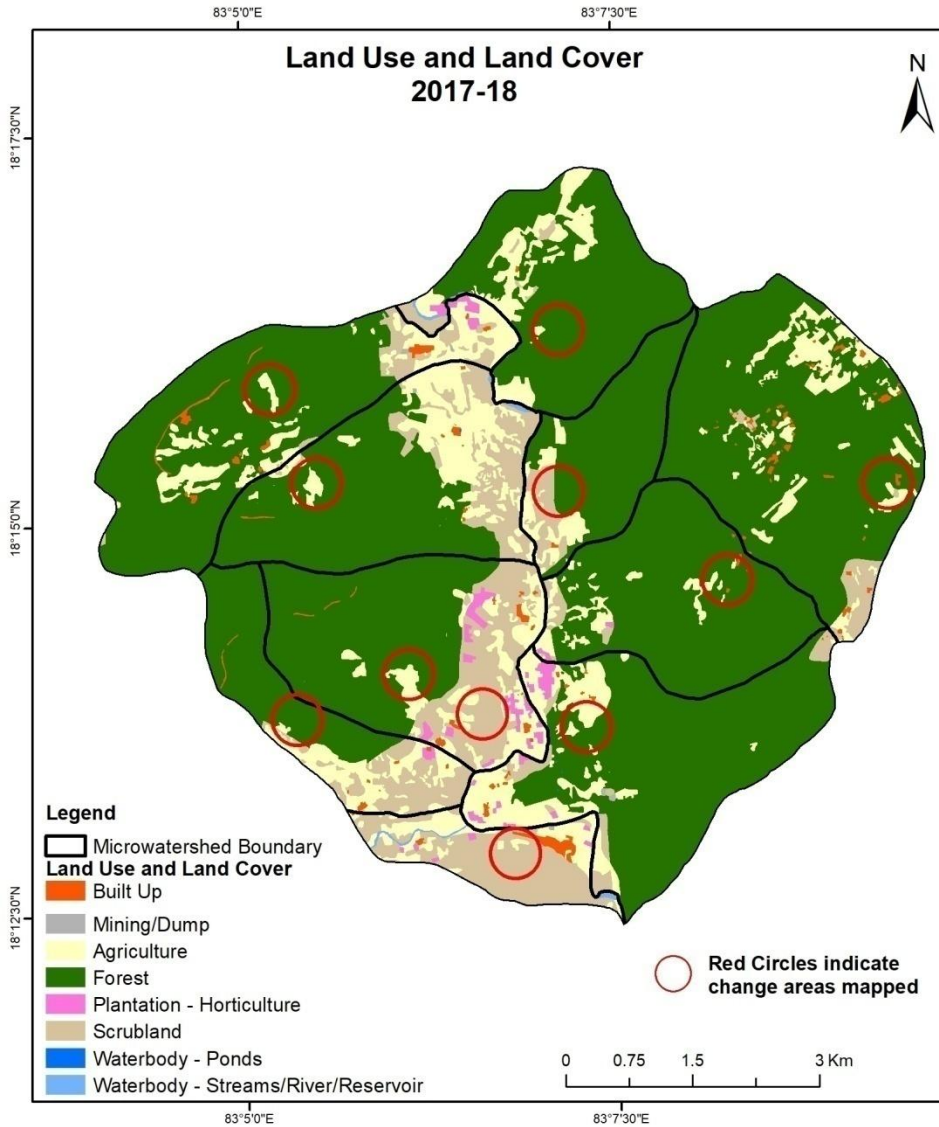 83°5'0"E
83°7'30"E
Land Use and Land Cover
2017-18
N
18°17'30"N
18°15'0"N
18°12'30"N
Legend
Microwatershed Boundary
Land Use and Land Cover
Built Up
Mining/Dump
Agriculture
Forest
Plantation - Horticulture
Scrubland
Waterbody - Ponds
Waterbody - Streams/River/Reservoir
Red Circles indicate
change areas mapped
0 0.75 1.5 3 Km
83°5'0"E
83°7'30"E